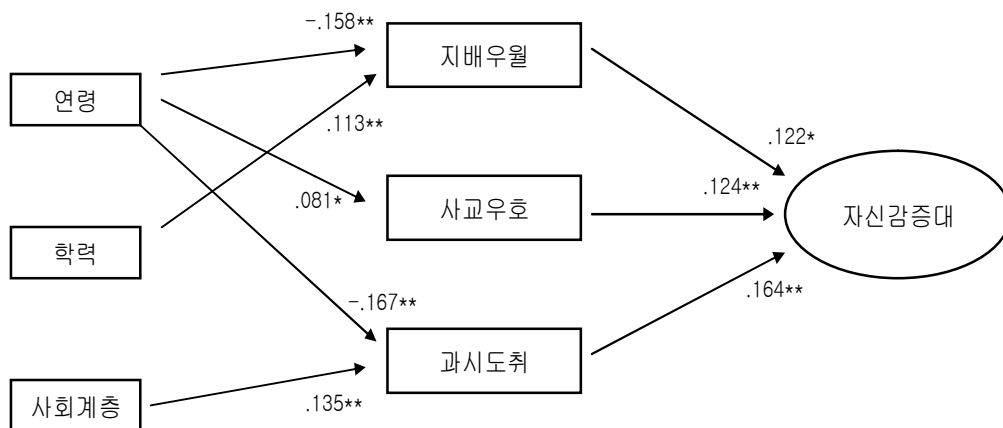 -.158**
지배우월
연령
.113**
.122*
.081*
사교우호
.124**
자신감증대
학력
-.167**
.164**
과시도취
사회계층
.135**